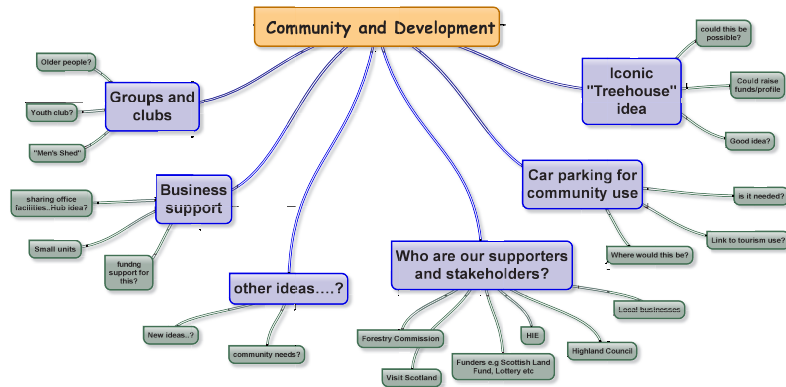 Community and Development
could this be
possible?
Older people?
Iconic
"Treehouse"
idea
Could raise
funds/profile
Groups and
clubs
Youth club?
Good idea?
"Men's Shed"
Car parking for
community use
Business
support
sharing office
facilities..Hub idea?
is it needed?
Link to tourism use?
Small units
Where would this be?
Who are our supporters
and stakeholders?
fundng
support for
this?
other ideas....?
Local businesses
New ideas..?
Forestry Commission
HIE
community needs?
Highland Council
Funders e.g Scottish Land
Fund, Lottery etc
Visit Scotland